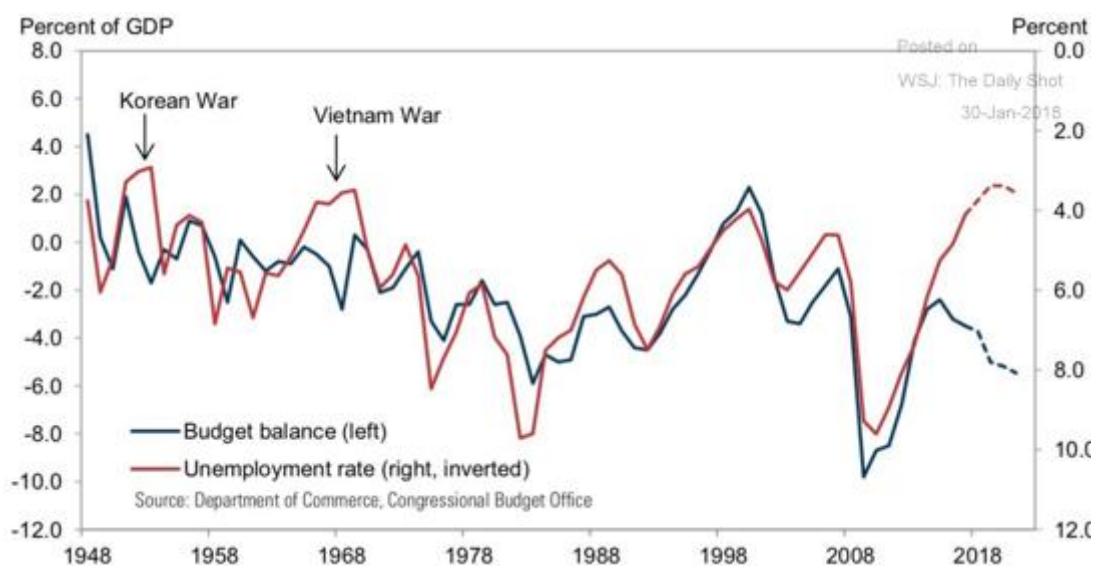 Percent of GDP
Percent
8.0
6.0
4.0
2.0
0.0
-2.0
-4.0
-6.0
-8.0
-10.0
-12.0
Posted on
WSJ: The Daily Shot
30-Jan-2018
Korean War
Vietnam War
Budget balance (left)
Unemployment rate (right, inverted)
Source: Department of Commerce, Congressional Budget Office
0.0
2.0
4.0
6.0
8.0
10.0
12.0
1948 1958 1968 1978 1988 1998 2008 2018